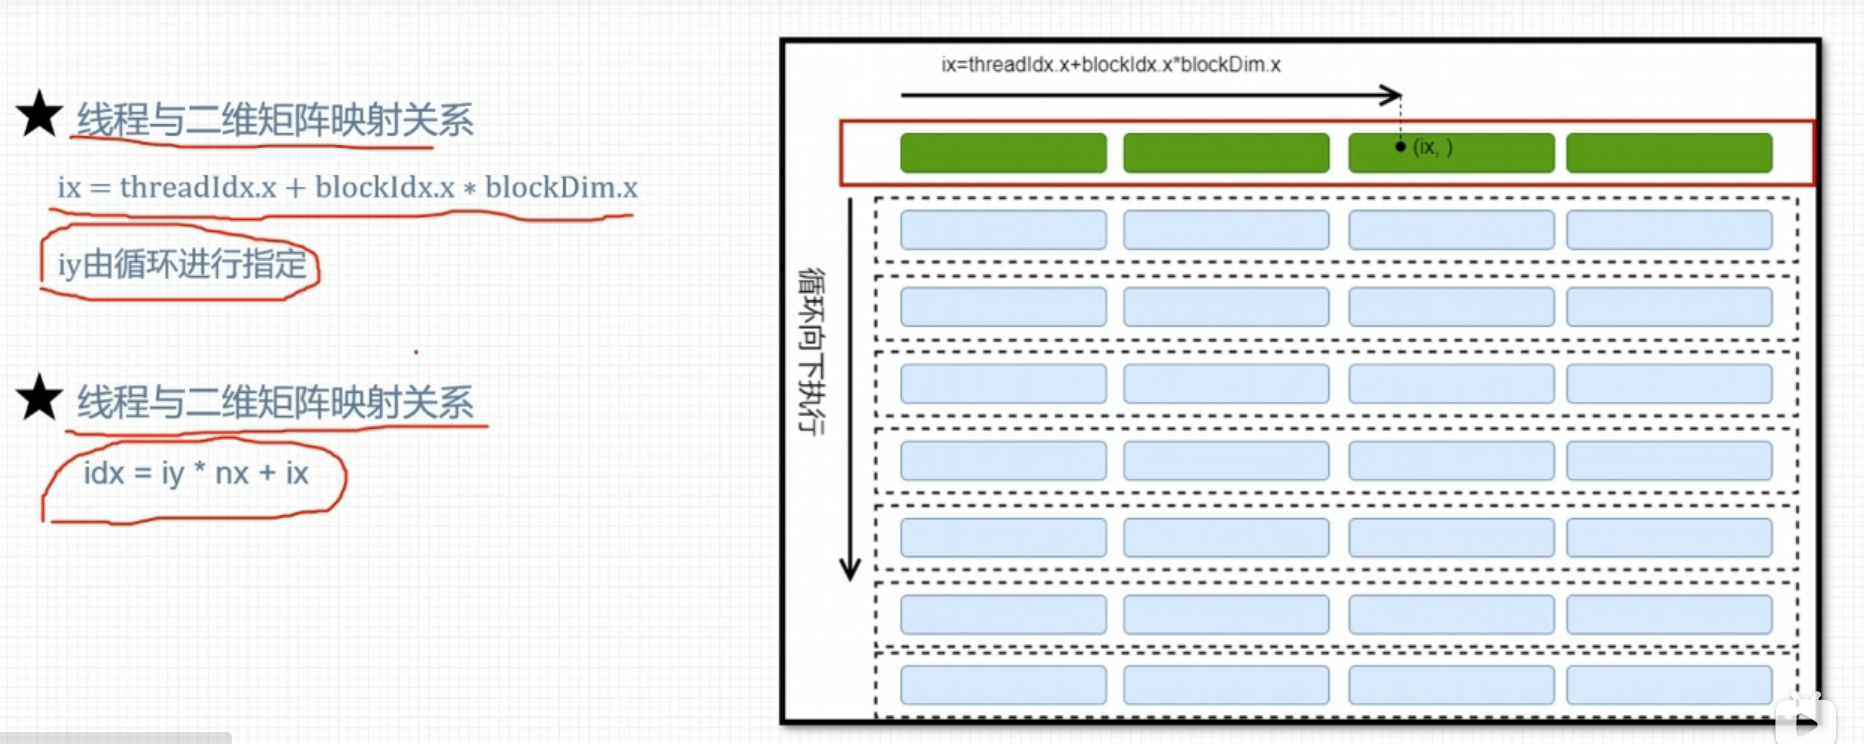 线程与二维矩阵映射关系
ix = threadIdx.x + blockIdx.x ∗ blockDim.x
iy由循环进行指定
线程与二维矩阵映射关系
idx = iy * nx + ix
ix=threadIdx.x+blockIdx.x*blockDim.x
(ix, )
循环向下执行